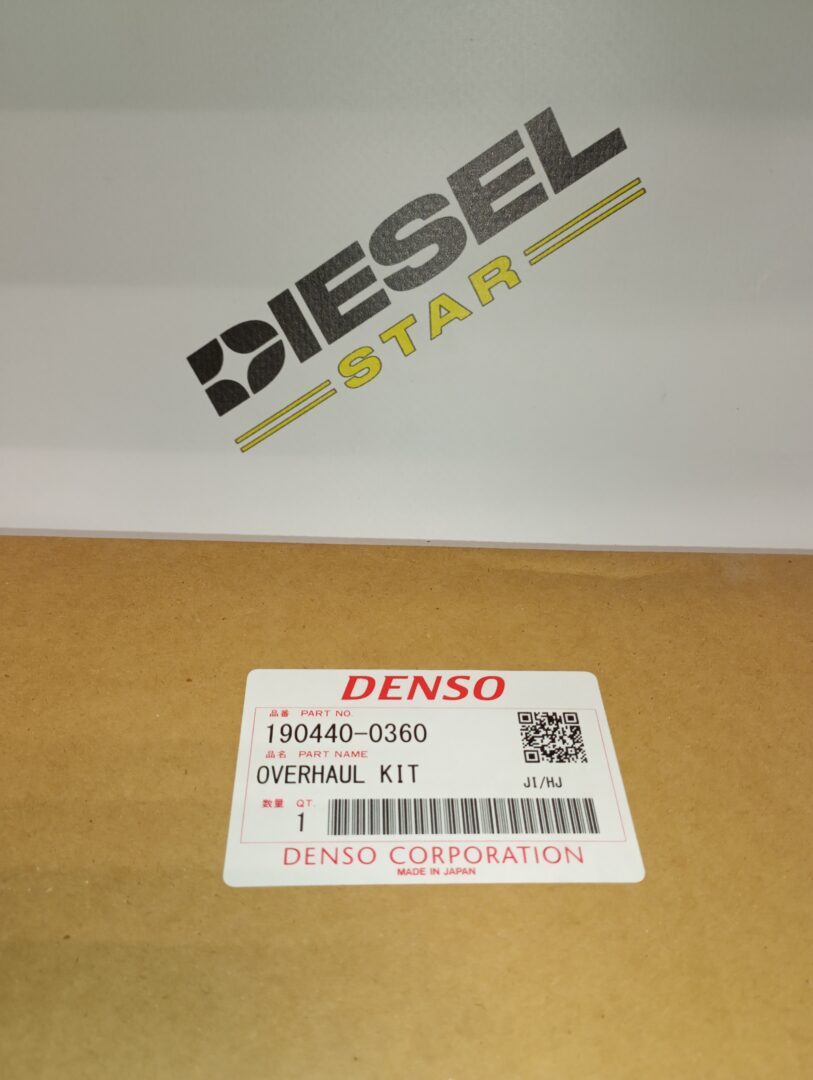 DIESEL
STAR
DENSO
品番 PART NO.
190440-0360
品名 PART NAME
OVERHAUL KIT
JI/HJ
数量 QT.
1
DENSO CORPORATION
MADE IN JAPAN